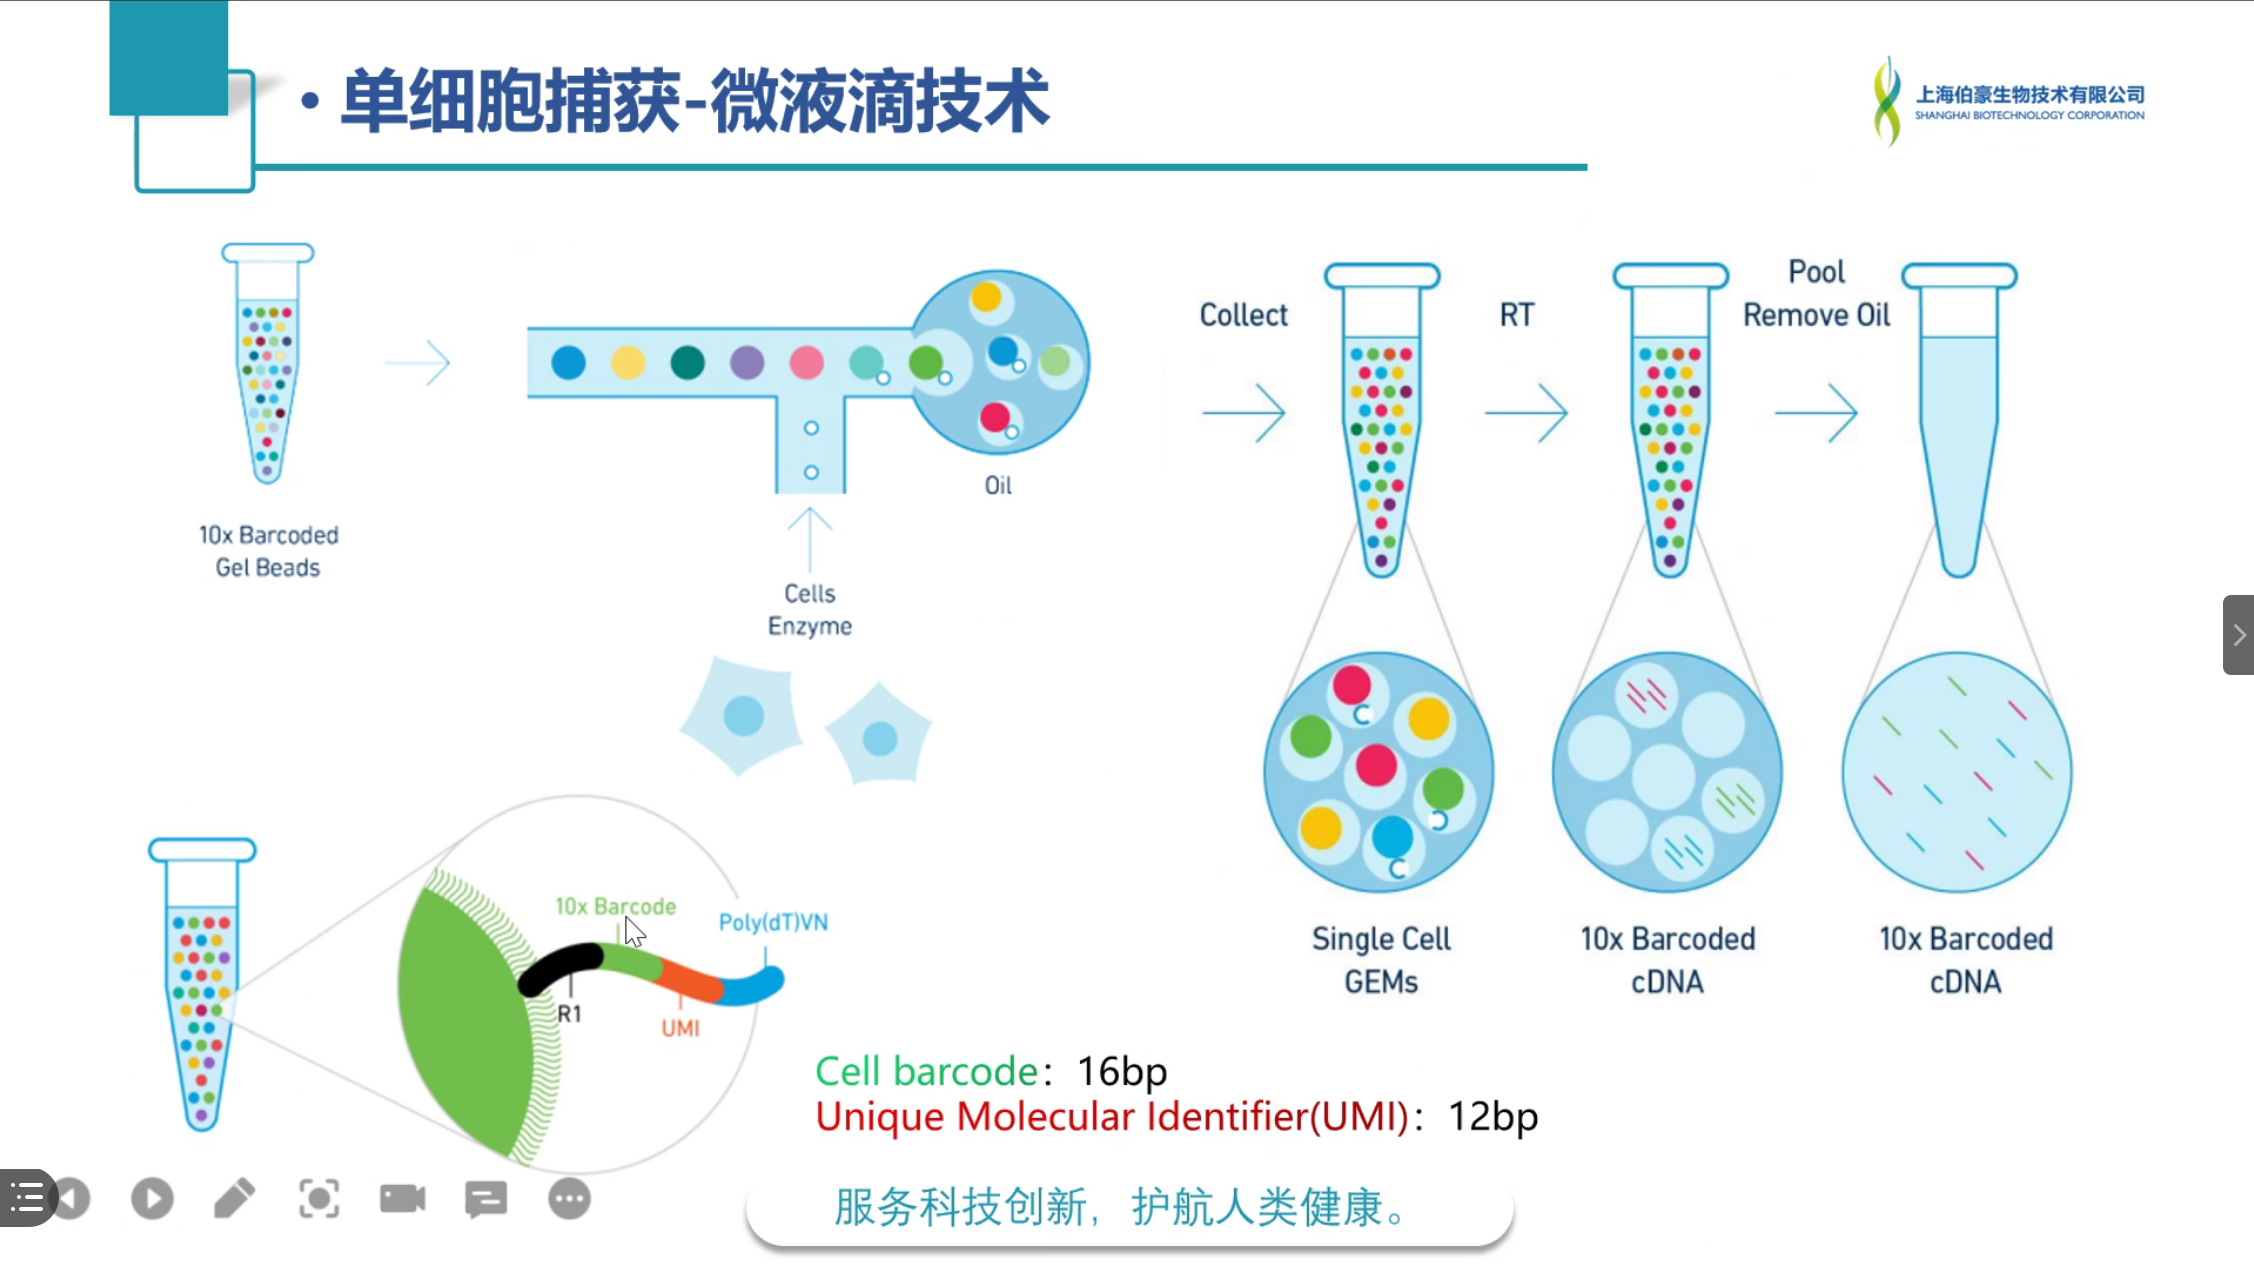 • 单细胞捕获-微液滴技术
上海伯豪生物技术有限公司
SHANGHAI BIOTECHNOLOGY CORPORATION
10x Barcoded
Gel Beads
Oil
Cells
Enzyme
Collect
RT
Pool
Remove Oil
Single Cell
GEMs
10x Barcoded
cDNA
10x Barcoded
cDNA
10x Barcode
Poly(dT)VN
R1
UMI
Cell barcode：16bp
Unique Molecular Identifier(UMI)：12bp
服务科技创新，护航人类健康。